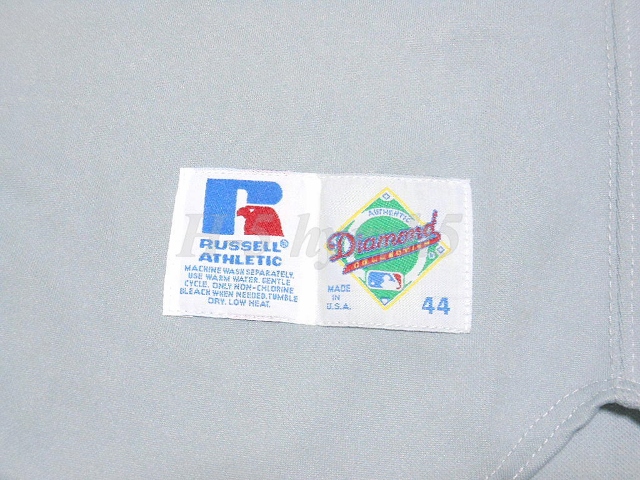 RUSSELL®
ATHLETIC
MACHINE WASH SEPARATELY.
USE WARM WATER. GENTLE
CYCLE. ONLY NON-CHLORINE
BLEACH WHEN NEEDED. TUMBLE
DRY. LOW HEAT.
AUTHENTIC
Diamond
COLLECTION
MADE
IN
U.S.A.
44